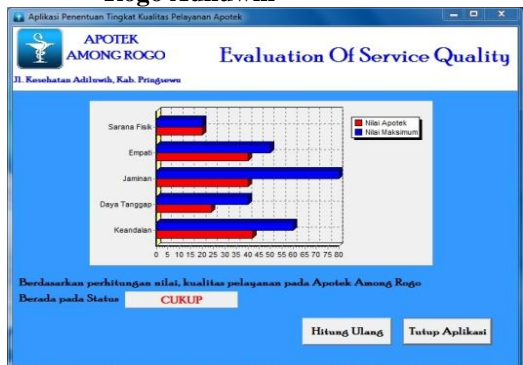 Aplikasi Penentuan Tingkat Kualitas Pelayanan Apotek
APOTEK
AMONG ROGO
Jl. Kesehatan Adiluwih, Kab. Pringsewu
Evaluation Of Service Quality
Sarana Fisik
Empati
Jaminan
Daya Tanggap
Keandalan
0 5 10 15 20 25 30 35 40 45 50 55 60 65 70 75 80
Nilai Apotek
Nilai Maksimum
Berdasarkan perhitungan nilai, kualitas pelayanan pada Apotek Among Rogo
Berada pada Status CUKUP
Hitung Ulang Tutup Aplikasi